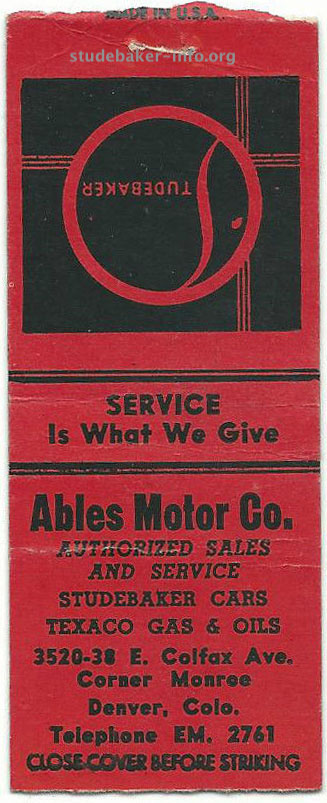 MADE IN U.S.A.
studebaker-info.org
STUDEBAKER
SERVICE
Is What We Give
Ables Motor Co.
AUTHORIZED SALES
AND SERVICE
STUDEBAKER CARS
TEXACO GAS & OILS
3520-38 E. Colfax Ave.
Corner Monroe
Denver, Colo.
Telephone EM. 2761
CLOSE COVER BEFORE STRIKING